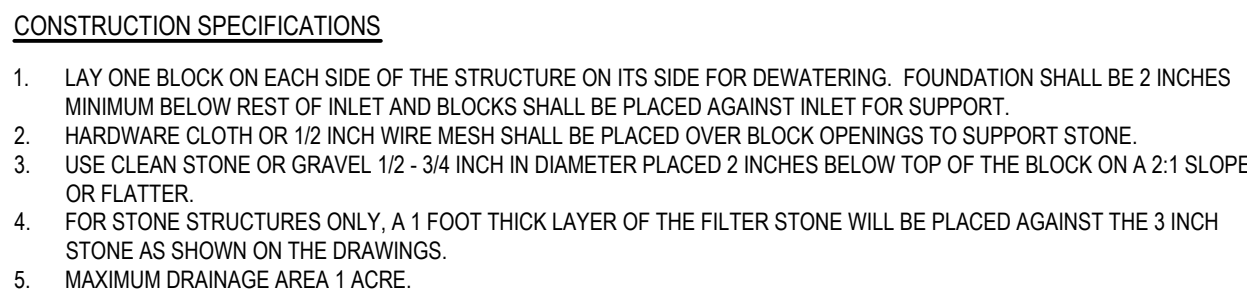 CONSTRUCTION SPECIFICATIONS
1. LAY ONE BLOCK ON EACH SIDE OF THE STRUCTURE ON ITS SIDE FOR DEWATERING. FOUNDATION SHALL BE 2 INCHES
MINIMUM BELOW REST OF INLET AND BLOCKS SHALL BE PLACED AGAINST INLET FOR SUPPORT.
2. HARDWARE CLOTH OR 1/2 INCH WIRE MESH SHALL BE PLACED OVER BLOCK OPENINGS TO SUPPORT STONE.
3. USE CLEAN STONE OR GRAVEL 1/2 - 3/4 INCH IN DIAMETER PLACED 2 INCHES BELOW TOP OF THE BLOCK ON A 2:1 SLOPE
OR FLATTER.
4. FOR STONE STRUCTURES ONLY, A 1 FOOT THICK LAYER OF THE FILTER STONE WILL BE PLACED AGAINST THE 3 INCH
STONE AS SHOWN ON THE DRAWINGS.
5. MAXIMUM DRAINAGE AREA 1 ACRE.